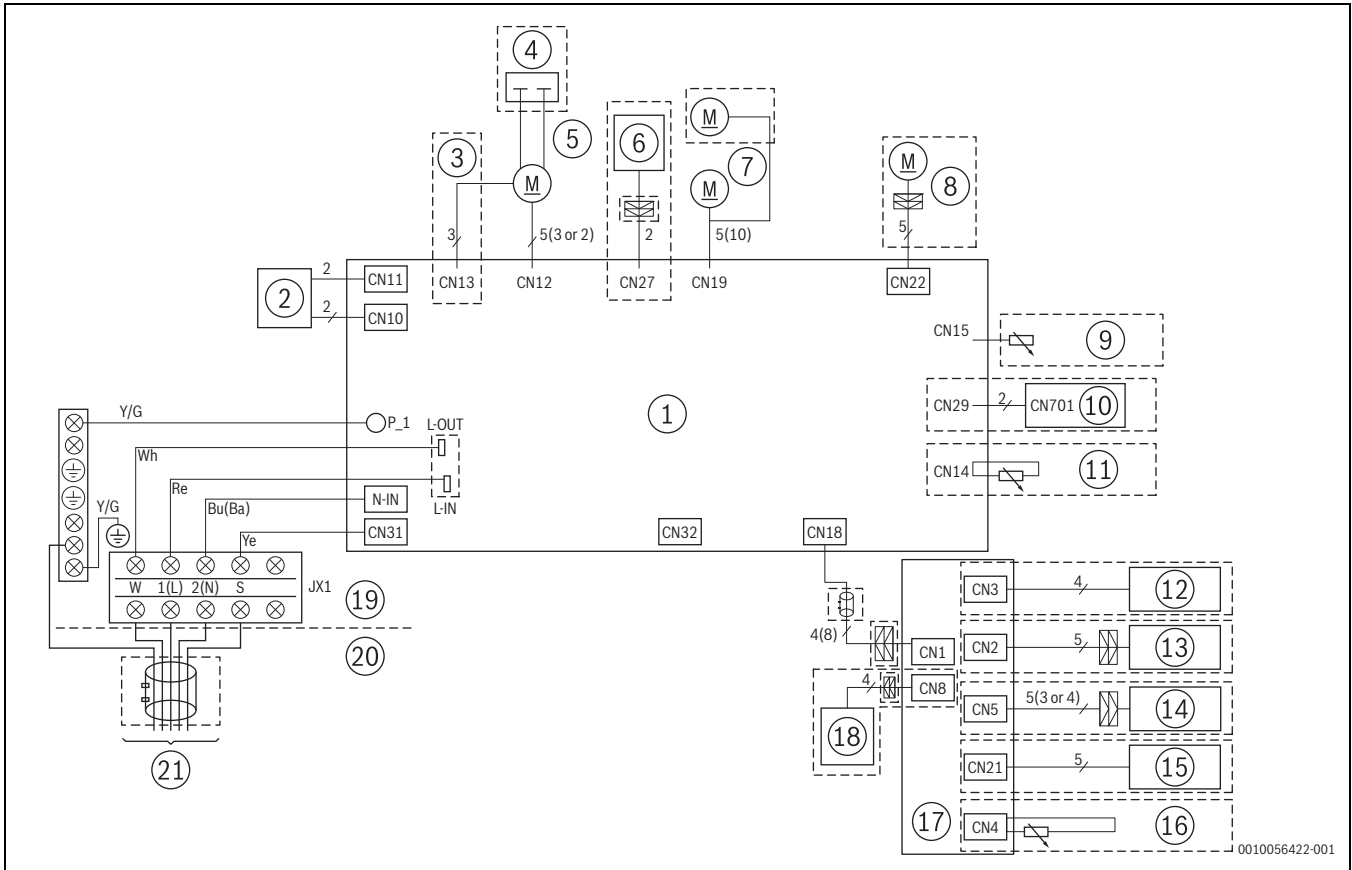 4
3
5
M
6
M
7
M
M
8
3
5(3 or 2)
2
5(10)
5
2
CN11
CN13
CN12
CN27
CN19
CN22
2
2
CN10
CN15
9
1
CN29
2
CN701
10
Y/G
P_1
L-OUT
Wh
CN14
11
Re
N-IN
L-IN
Y/G
Bu(Ba)
Ye
CN31
CN32
CN18
W
1(L)
2(N)
S
JX1
19
20
21
4(8)
CN1
4
CN8
18
17
CN3
4
12
CN2
5
13
CN5
5(3 or 4)
14
CN21
5
15
CN4
16
0010056422-001